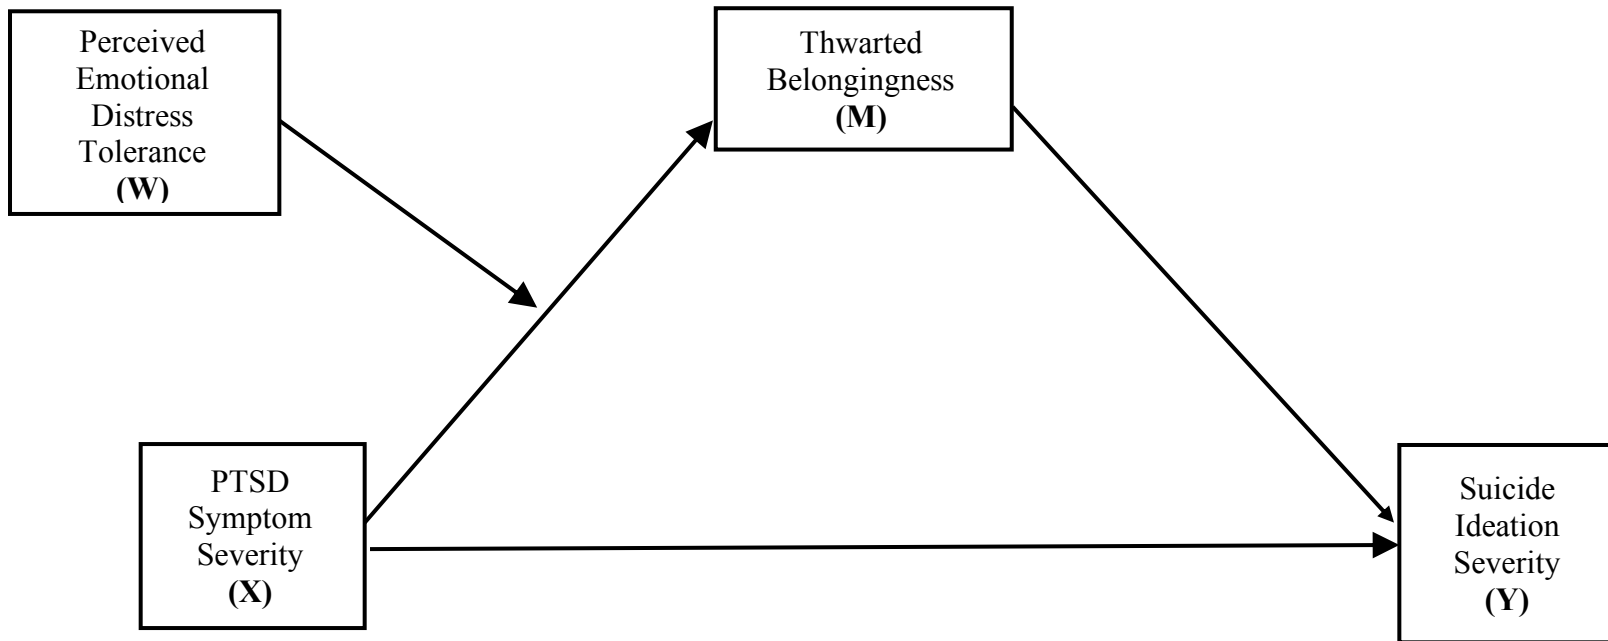 Perceived
Emotional
Distress
Tolerance
(W)
Thwarted
Belongingness
(M)
PTSD
Symptom
Severity
(X)
Suicide
Ideation
Severity
(Y)